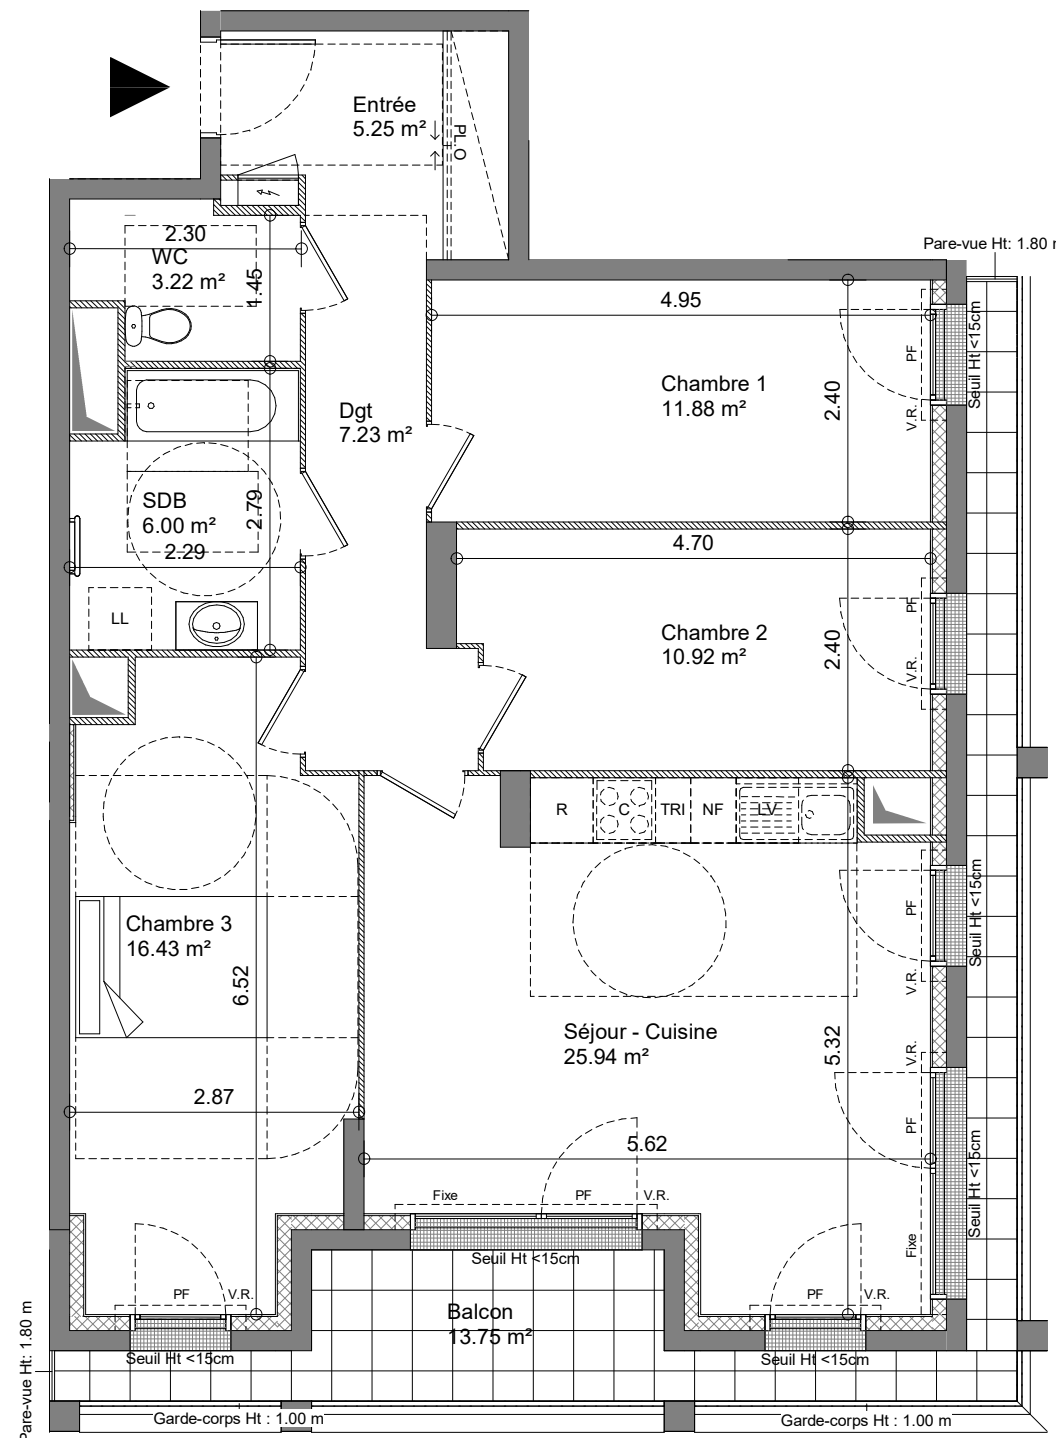 Entrée
5.25 m²
PL.O
Pare-vue Ht: 1.80 m
2.30
WC
3.22 m²
1.45
4.95
PF
Seuil Ht <15cm
V.R.
Chambre 1
11.88 m²
2.40
Dgt
7.23 m²
SDB
6.00 m²
2.79
2.29
LL
4.70
PF
V.R.
Chambre 2
10.92 m²
2.40
R
C
TRI
NF
LV
PF
Seuil Ht <15cm
V.R.
Chambre 3
16.43 m²
6.52
2.87
Séjour - Cuisine
25.94 m²
5.32
V.R.
PF
Seuil Ht <15cm
Fixe
5.62
Fixe
PF
V.R.
Seuil Ht <15cm
PF
V.R.
PF
V.R.
Balcon
13.75 m²
Seuil Ht <15cm
Seuil Ht <15cm
Pare-vue Ht: 1.80 m
Garde-corps Ht : 1.00 m
Garde-corps Ht : 1.00 m